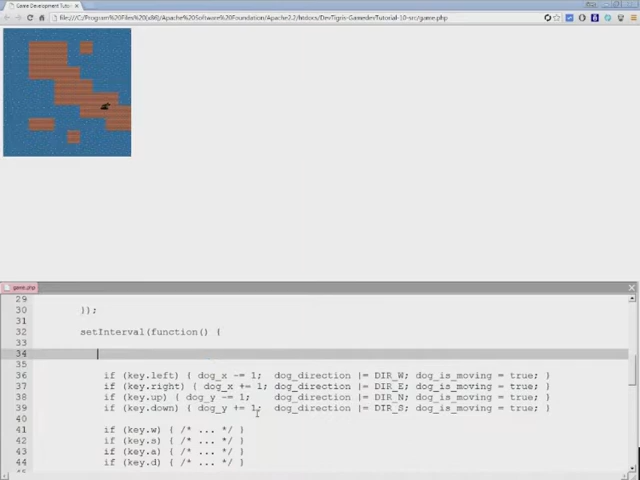 Game Development Tuto
file:///C:/Program%20Files%20(x86)/Apache%20Software%20Foundation/Apache2.2/htdocs/DevTigris-Gamedev/Tutorial-10-src/game.php
game.php
29
30 });
31
32 setInterval(function() {
33
34
35
36 if (key.left) { dog_x -= 1; dog_direction |= DIR_W; dog_is_moving = true; }
37 if (key.right) { dog_x += 1; dog_direction |= DIR_E; dog_is_moving = true; }
38 if (key.up) { dog_y -= 1; dog_direction |= DIR_N; dog_is_moving = true; }
39 if (key.down) { dog_y += 1; dog_direction |= DIR_S; dog_is_moving = true; }
40
41 if (key.w) { /* ... */ }
42 if (key.s) { /* ... */ }
43 if (key.a) { /* ... */ }
44 if (key.d) { /* ... */ }